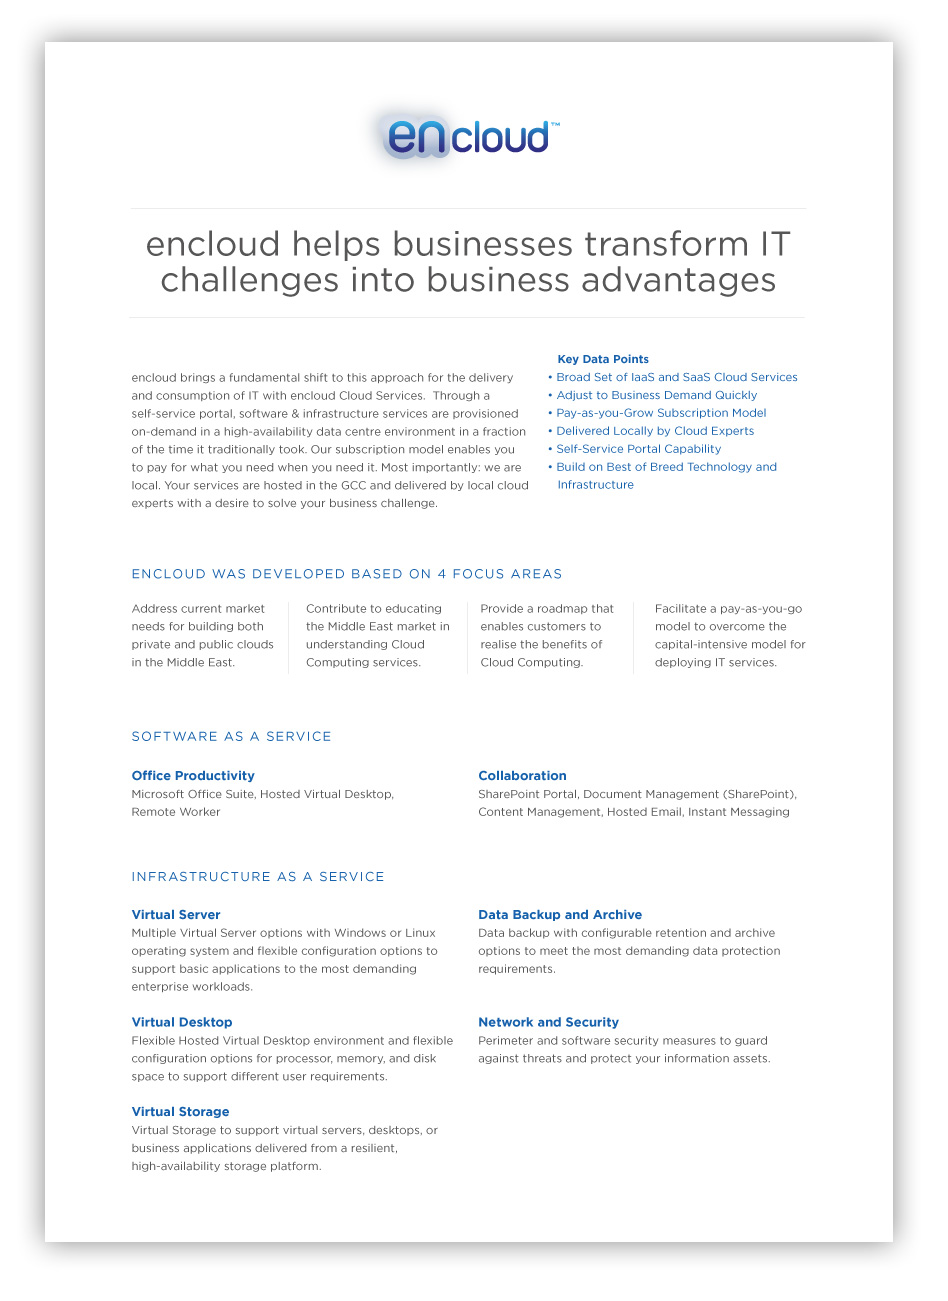 encloud™
encloud helps businesses transform IT
challenges into business advantages
encloud brings a fundamental shift to this approach for the delivery
and consumption of IT with encloud Cloud Services.  Through a
self-service portal, software & infrastructure services are provisioned
on-demand in a high-availability data centre environment in a fraction
of the time it traditionally took. Our subscription model enables you
to pay for what you need when you need it. Most importantly: we are
local. Your services are hosted in the GCC and delivered by local cloud
experts with a desire to solve your business challenge.
Key Data Points
• Broad Set of IaaS and SaaS Cloud Services
• Adjust to Business Demand Quickly
• Pay-as-you-Grow Subscription Model
• Delivered Locally by Cloud Experts
• Self-Service Portal Capability
• Build on Best of Breed Technology and
Infrastructure
ENCLOUD WAS DEVELOPED BASED ON 4 FOCUS AREAS
Address current market
needs for building both
private and public clouds
in the Middle East.
Contribute to educating
the Middle East market in
understanding Cloud
Computing services.
Provide a roadmap that
enables customers to
realise the benefits of
Cloud Computing.
Facilitate a pay-as-you-go
model to overcome the
capital-intensive model for
deploying IT services.
SOFTWARE AS A SERVICE
Office Productivity
Microsoft Office Suite, Hosted Virtual Desktop,
Remote Worker
Collaboration
SharePoint Portal, Document Management (SharePoint),
Content Management, Hosted Email, Instant Messaging
INFRASTRUCTURE AS A SERVICE
Virtual Server
Multiple Virtual Server options with Windows or Linux
operating system and flexible configuration options to
support basic applications to the most demanding
enterprise workloads.
Data Backup and Archive
Data backup with configurable retention and archive
options to meet the most demanding data protection
requirements.
Virtual Desktop
Flexible Hosted Virtual Desktop environment and flexible
configuration options for processor, memory, and disk
space to support different user requirements.
Network and Security
Perimeter and software security measures to guard
against threats and protect your information assets.
Virtual Storage
Virtual Storage to support virtual servers, desktops, or
business applications delivered from a resilient,
high-availability storage platform.